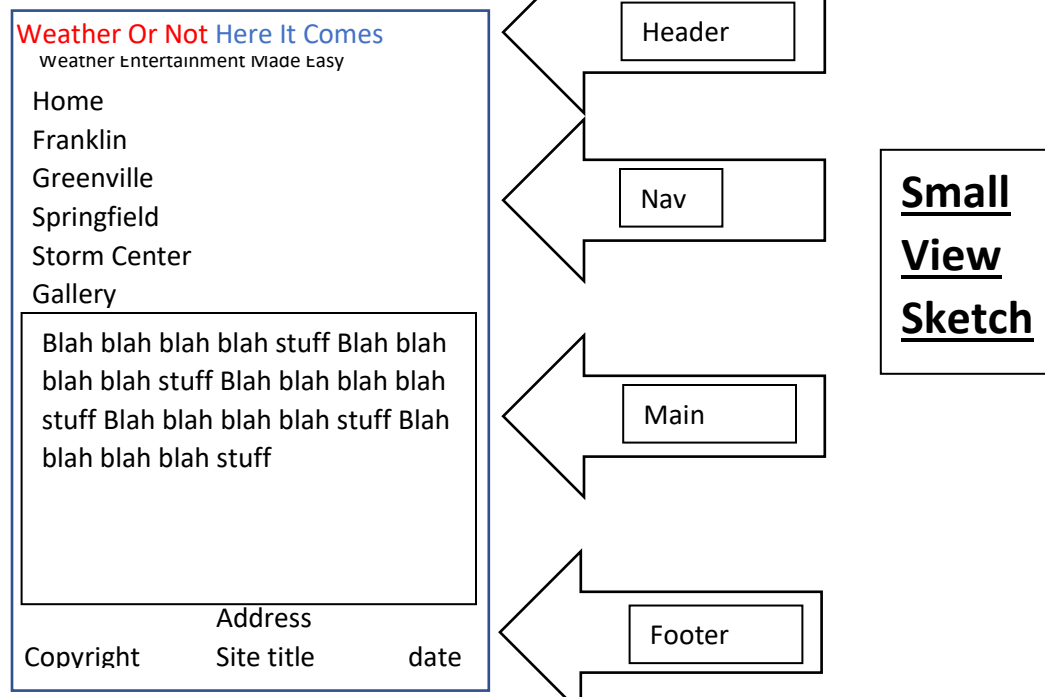 Weather Or Not Here It Comes
Weather Entertainment Made Easy
Home
Franklin
Greenville
Springfield
Storm Center
Gallery
Blah blah blah blah stuff Blah blah
blah blah stuff Blah blah blah blah
stuff Blah blah blah blah stuff Blah
blah blah blah stuff
Address
Copyright Site title date
Header
Nav
Main
Footer
Small
View
Sketch